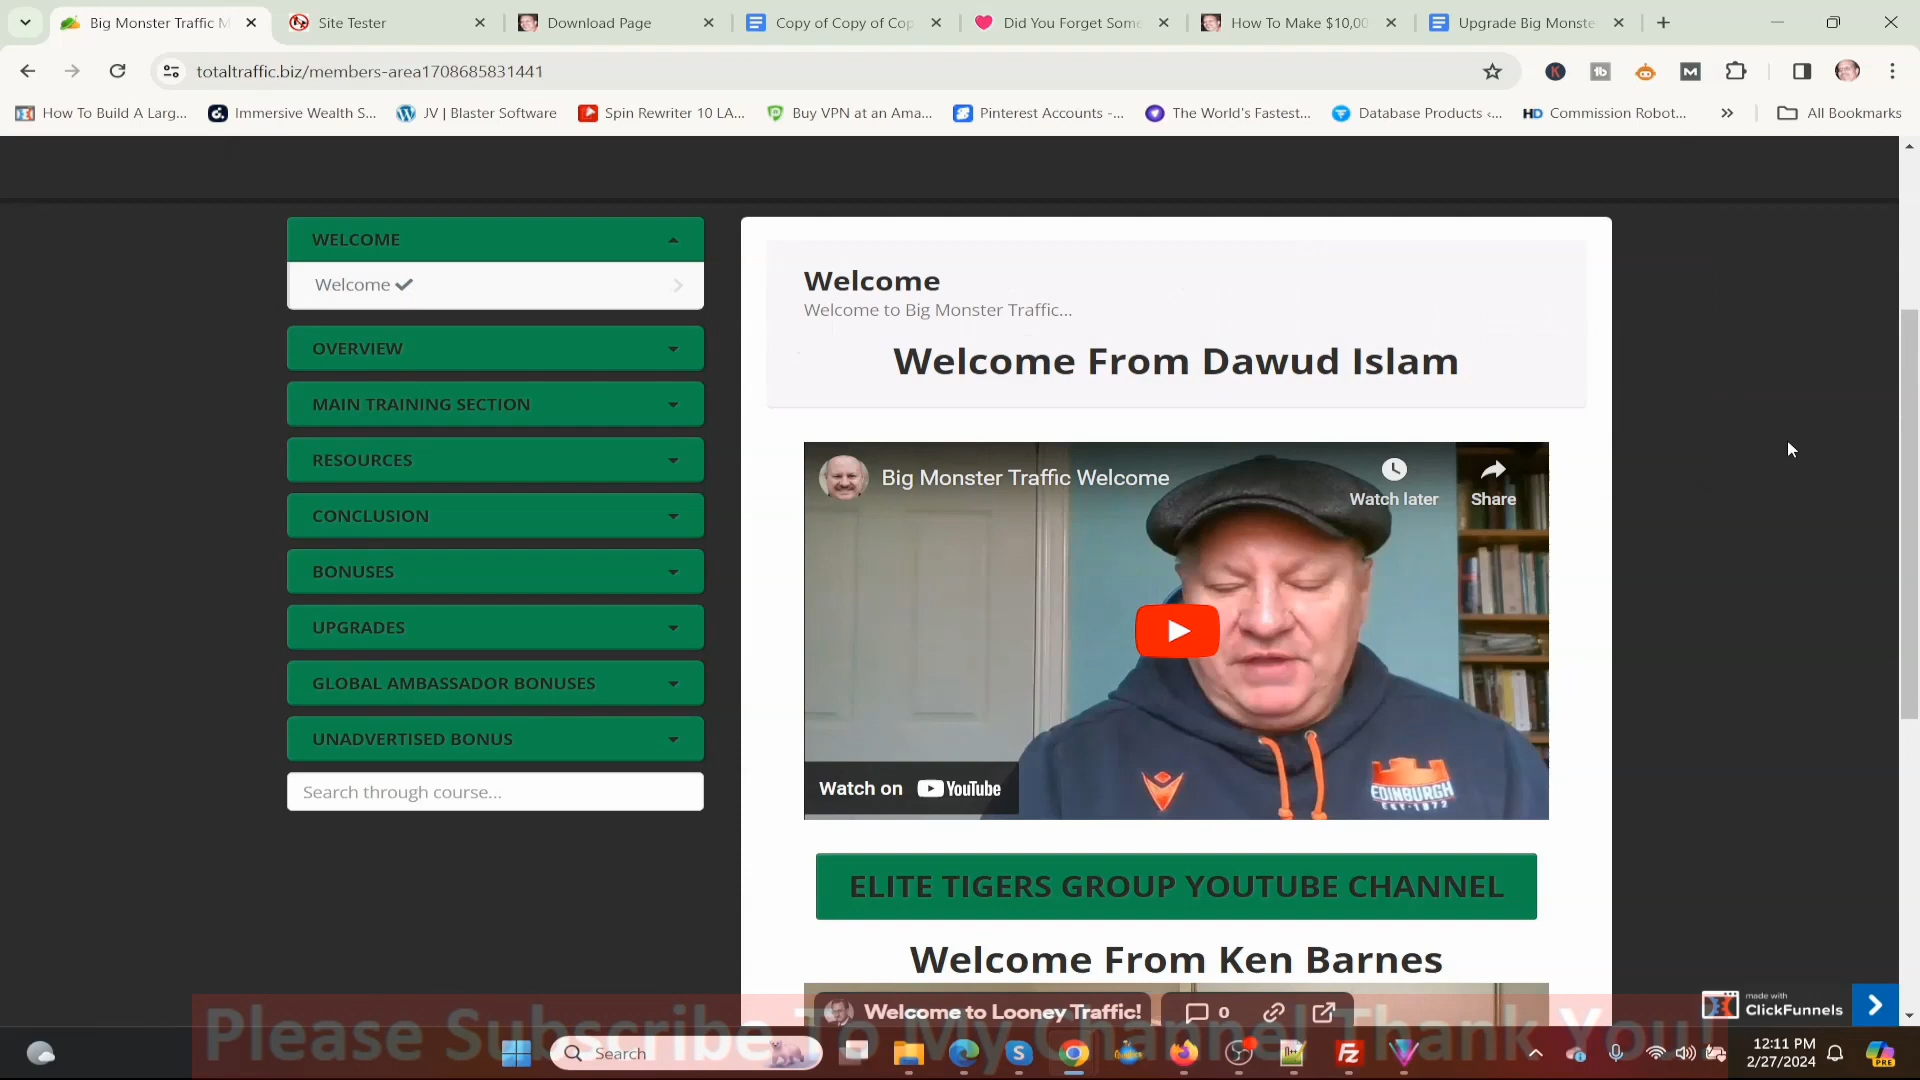 Big Monster Traffic M
Site Tester
Download Page
Copy of Copy of Cop
Did You Forget Som
How To Make $10,00
Upgrade Big Monste
totaltraffic.biz/members-area1708685831441
How To Build A Larg...
Immersive Wealth S...
JV | Blaster Software
Spin Rewriter 10 LA...
Buy VPN at an Ama...
Pinterest Accounts -...
The World's Fastest...
Database Products ‹...
HD Commission Robot...
All Bookmarks
WELCOME
Welcome
OVERVIEW
MAIN TRAINING SECTION
RESOURCES
CONCLUSION
BONUSES
UPGRADES
GLOBAL AMBASSADOR BONUSES
UNADVERTISED BONUS
Search through course...
Welcome
Welcome to Big Monster Traffic...
Welcome From Dawud Islam
Big Monster Traffic Welcome
Watch later
Share
EDINBURGH
EST·1872
Watch on YouTube
ELITE TIGERS GROUP YOUTUBE CHANNEL
Welcome From Ken Barnes
Welcome to Looney Traffic!
0
made with
ClickFunnels
Please Subscribe To My Channel Thank You!
Search
12:11 PM
2/27/2024
PRE